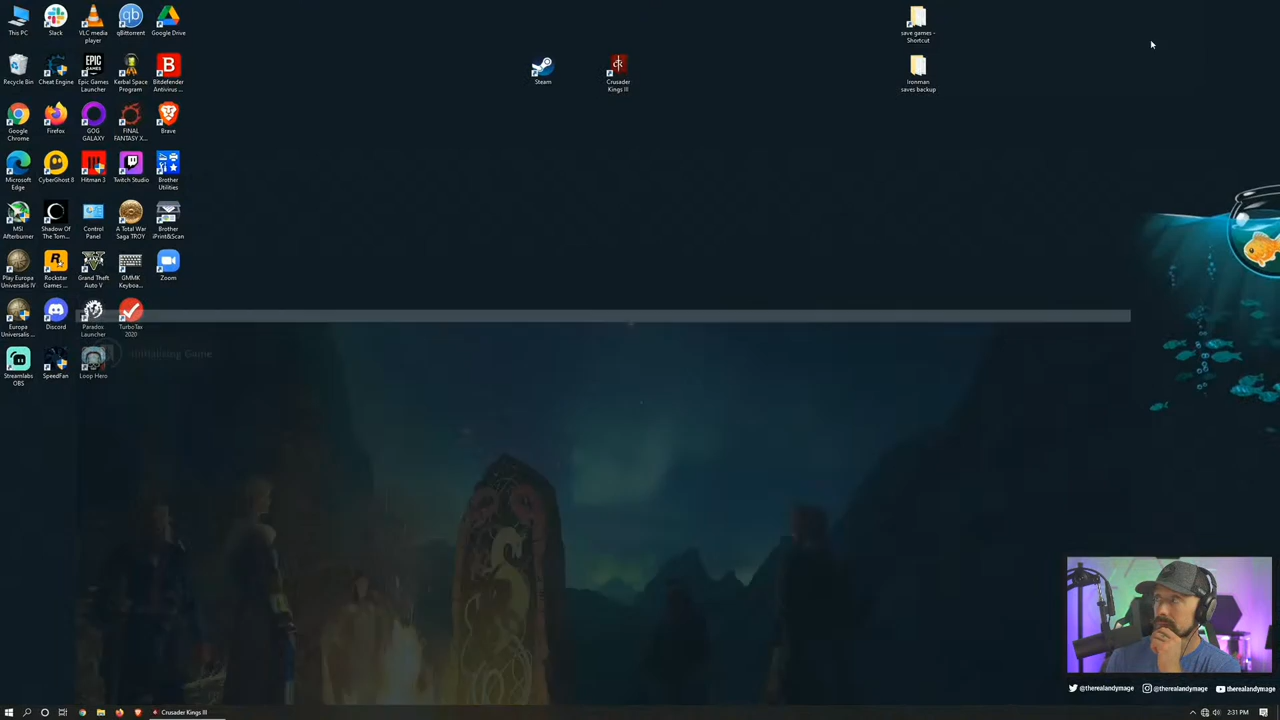 This PC
Slack
VLC media
player
qBittorrent
Google Drive
save games -
Shortcut
Recycle Bin
Cheat Engine
Epic Games
Launcher
Kerbal Space
Program
Bitdefender
Antivirus ...
Steam
Crusader
Kings III
Ironman
saves backup
Google
Chrome
Firefox
GOG
GALAXY
FINAL
FANTASY X...
Brave
Microsoft
Edge
CyberGhost 8
Hitman 3
Twitch Studio
Brother
Utilities
MSI
Afterburner
Shadow Of
The Tom...
Control
Panel
A Total War
Saga TROY
Brother
iPrint&Scan
Play Europa
Universalis IV
Rockstar
Games ...
Grand Theft
Auto V
GMMK
Keyboa...
Zoom
Europa
Universalis ...
Discord
Paradox
Launcher
TurboTax
2020
Initialising Game
Streamlabs
OBS
SpeedFan
Loop Hero
@therealandymage
@therealandymage
therealandymage
Crusader Kings III
2:31 PM